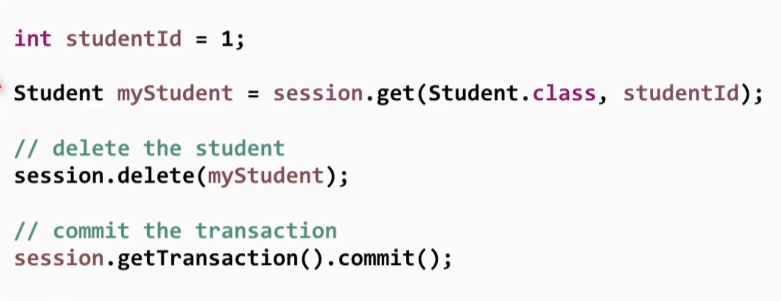 int studentId = 1;
Student myStudent = session.get(Student.class, studentId);
// delete the student
session.delete(myStudent);
// commit the transaction
session.getTransaction().commit();